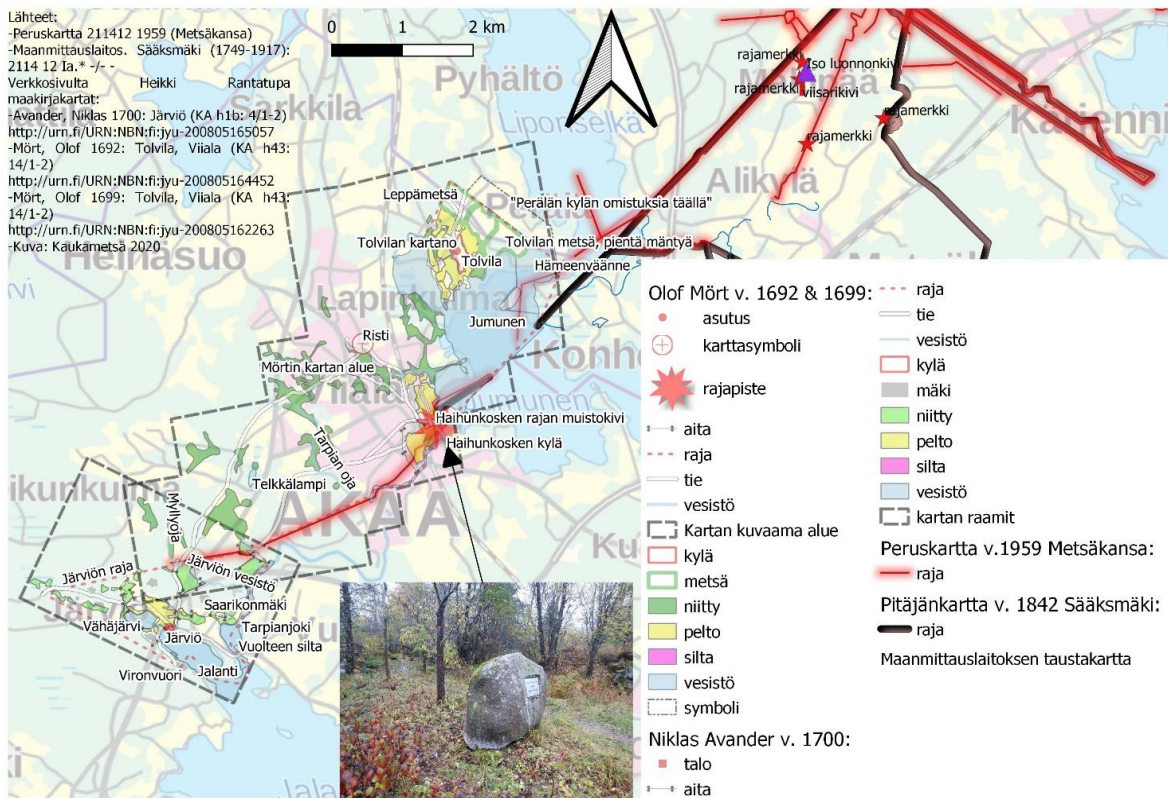 Lähteet:
-Peruskartta 211412 1959 (Metsäkansa)
-Maanmittauslaitos. Sääksmäki (1749-1917):
2114 12 Ia.* -/- -
Verkkosivulta Heikki Rantatupa
maakirjakartat:
-Avander, Niklas 1700: Järviö (KA h1b: 4/1-2)
http://urn.fi/URN:NBN:fi:jyu-200805165057
-Mört, Olof 1692: Tolvila, Viiala (KA h43:
14/1-2)
http://urn.fi/URN:NBN:fi:jyu-200805164452
-Mört, Olof 1699: Tolvila, Viiala (KA h43:
14/1-2)
http://urn.fi/URN:NBN:fi:jyu-200805162263
-Kuva: Kaukametsä 2020
0 1 2 km
Pyhältö
Sarkkila
Liponselkä
rajamerkki
Iso luonnonkivi
rajamerkki
viisarikivi
rajamerkki
rajamerkki
Alikylä
Heinäsuo
Leppämetsä
"Perälän kylän omistuksia täällä"
Tolvilan kartano
Tolvilan metsä, pientä mäntyä
Tolvila
Hämeenväänne
Lapinkulma
Jumunen
Risti
Mörtin kartan alue
Viiala
Haihunkosken rajan muistokivi
Haihunkosken kylä
Tarpian oja
Telkkälampi
AKAA
Myllyoja
Järviön raja
Järviön vesistö
Saarikonmäki
Vähäjärvi
Järviö
Tarpianjoki
Vuolteen silta
Vironvuori
Jalanti
Olof Mört v. 1692 & 1699:
asutus
karttasymboli
rajapiste
aita
raja
tie
vesistö
Kartan kuvaama alue
kylä
metsä
niitty
pelto
silta
vesistö
symboli
Niklas Avander v. 1700:
talo
aita
raja
tie
vesistö
kylä
mäki
niitty
pelto
silta
vesistö
kartan raamit
Peruskartta v.1959 Metsäkansa:
raja
Pitäjänkartta v. 1842 Sääksmäki:
raja
Maanmittauslaitoksen taustakartta